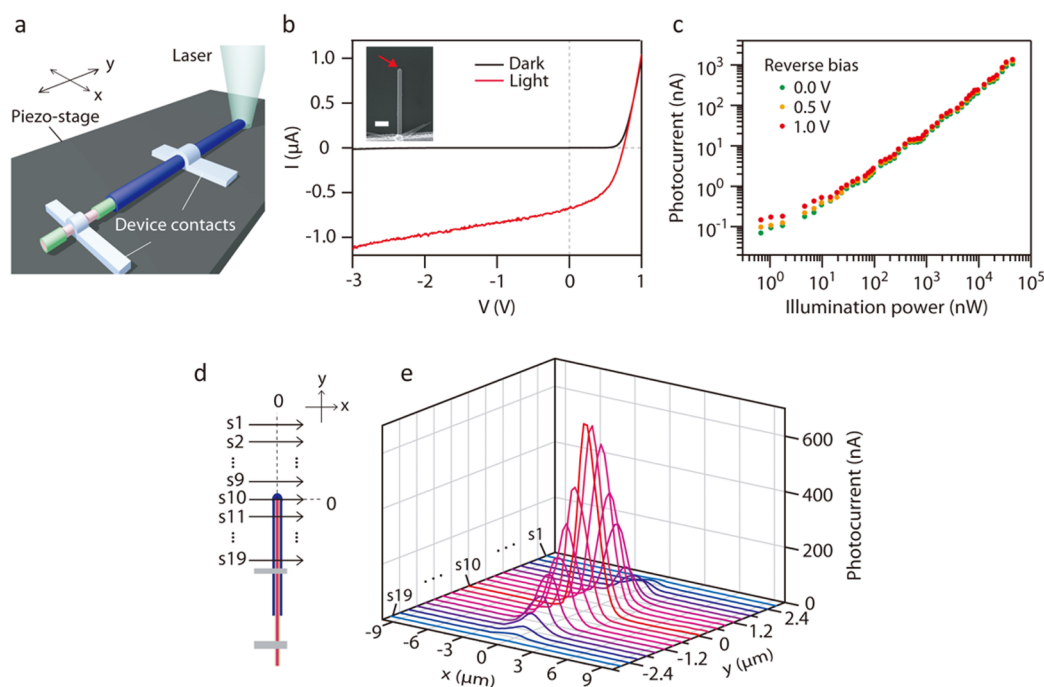 a
Laser
y
x
Piezo-stage
Device contacts
b
1.0
0.5
0
-0.5
-1.0
I (µA)
Dark
Light
-3
-2
-1
0
1
V (V)
c
Photocurrent (nA)
10³
10²
10¹
10⁰
10⁻¹
Reverse bias
0.0 V
0.5 V
1.0 V
10⁰
10¹
10²
10³
10⁴
10⁵
Illumination power (nW)
d
y
x
0
s1
s2
s9
s10
0
s11
s19
e
600
400
200
0
Photocurrent (nA)
s1
s10
s19
-9
-6
-3
0
3
6
9
x (µm)
-2.4
-1.2
0
1.2
2.4
y (µm)